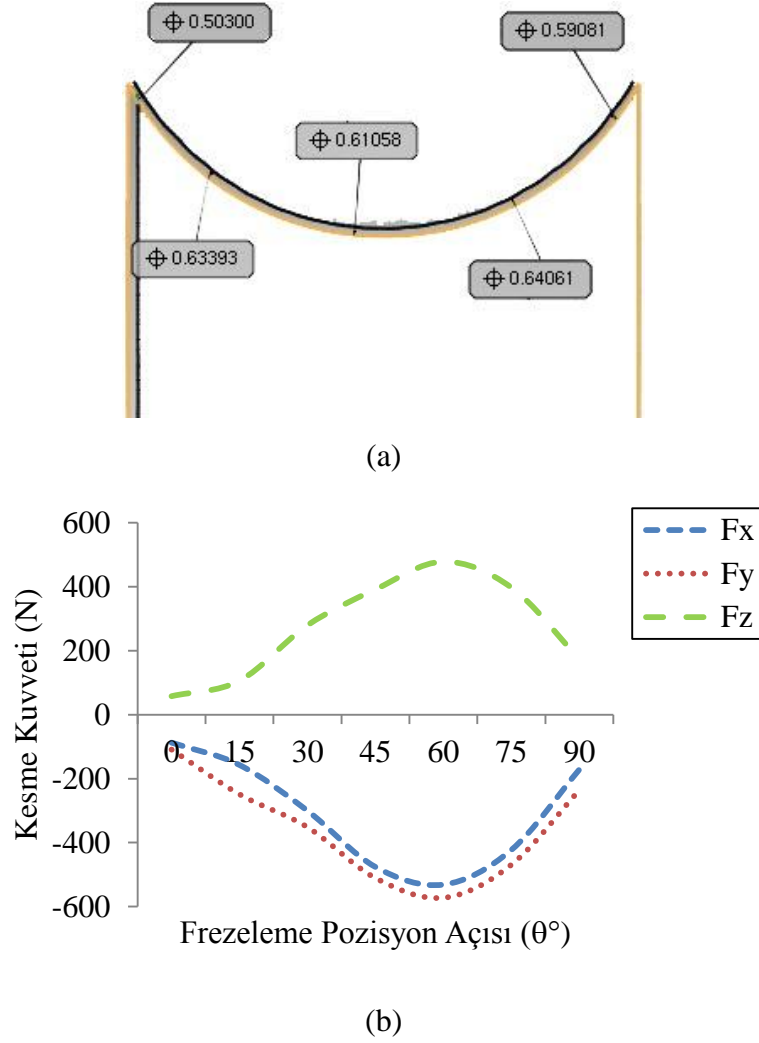 ⌖ 0.50300
⌖ 0.59081
⌖ 0.61058
⌖ 0.63393
⌖ 0.64061
(a)
600
400
200
0
-200
-400
-600
Kesme Kuvveti (N)
0 15 30 45 60 75 90
Frezeleme Pozisyon Açısı (θ°)
Fx
Fy
Fz
(b)